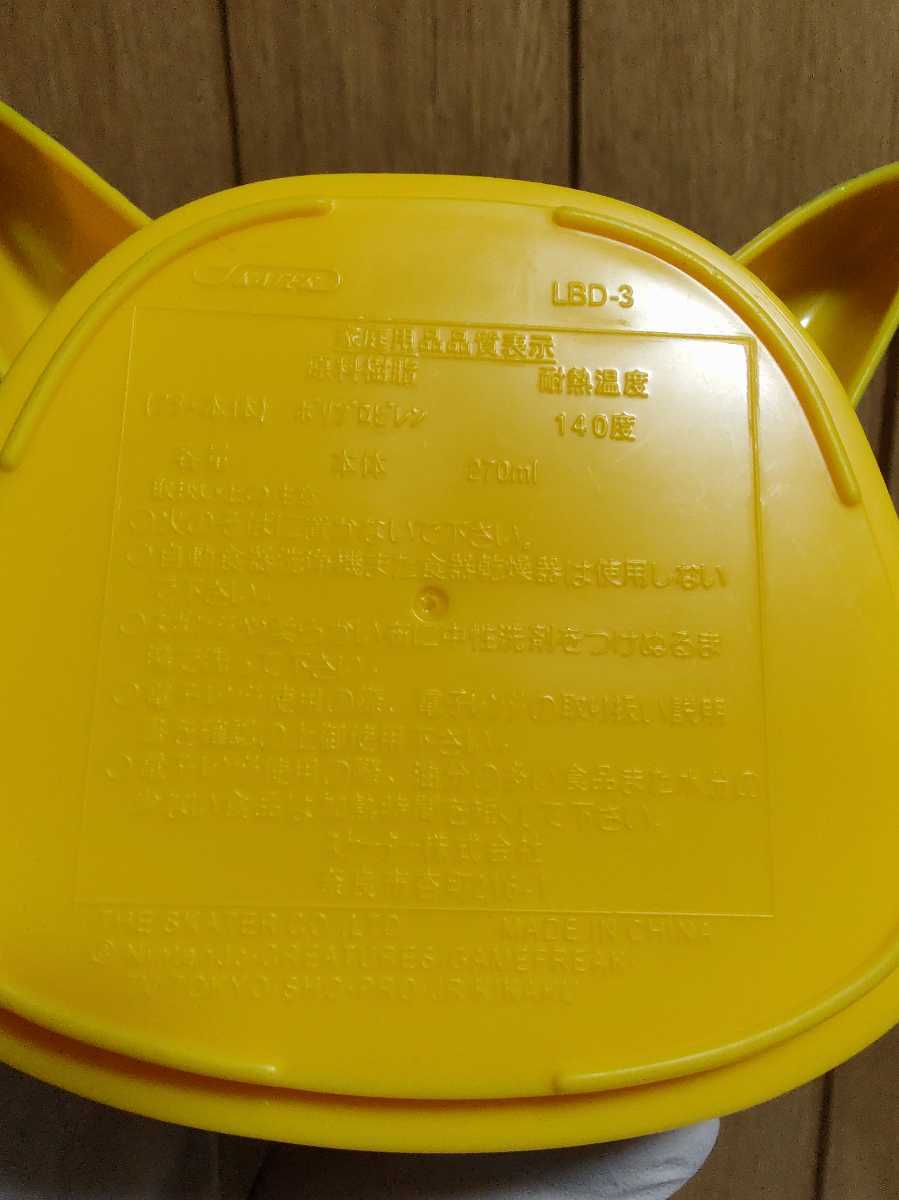 SKATER
LBD-3
家庭用品品質表示
原料樹脂 耐熱温度
ポリプロピレン 140度
容量 本体 270ml
取扱い上の注意
○火のそばに置かないで下さい。
○自動食器洗浄機また食器乾燥器は使用しない
で下さい。
○スポンジややわらかい布に中性洗剤をつけぬるま
湯で洗って下さい。
○電子レンジ使用の際、電子レンジの取り扱い説明
書を確認の上御使用下さい。
○電子レンジ使用の際、油分の多い食品また水分の
少ない食品は加熱時間を短くして下さい。
スケーター株式会社
奈良市杏町216-1
THE SKATER CO.,LTD MADE IN CHINA
© Nintendo・CREATURES・GAMEFREAK・
TV TOKYO・SHO-PRO・JR KIKAKU